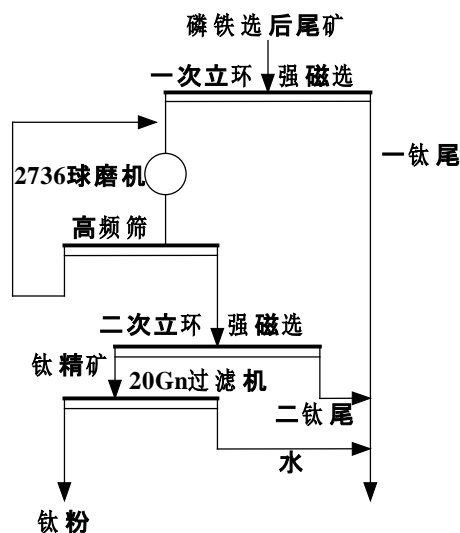 磷铁选后尾矿
一次立环 强磁选
一钛尾
2736球磨机
高频筛
二次立环 强磁选
钛精矿
20Gn过滤机
二钛尾
水
钛粉